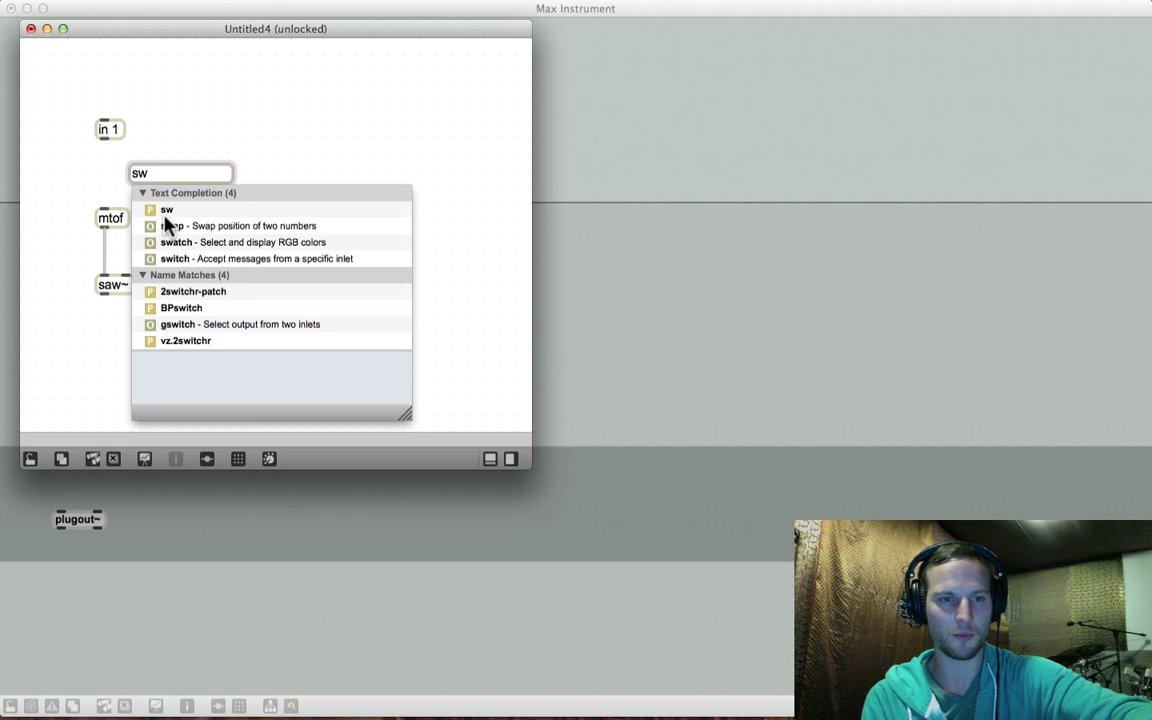 Max Instrument
Untitled4 (unlocked)
in 1
sw
Text Completion (4)
sw
- Swap position of two numbers
mtof
swatch - Select and display RGB colors
switch - Accept messages from a specific inlet
Name Matches (4)
saw~
2switchr-patch
BPswitch
gswitch - Select output from two inlets
vz.2switchr
plugout~